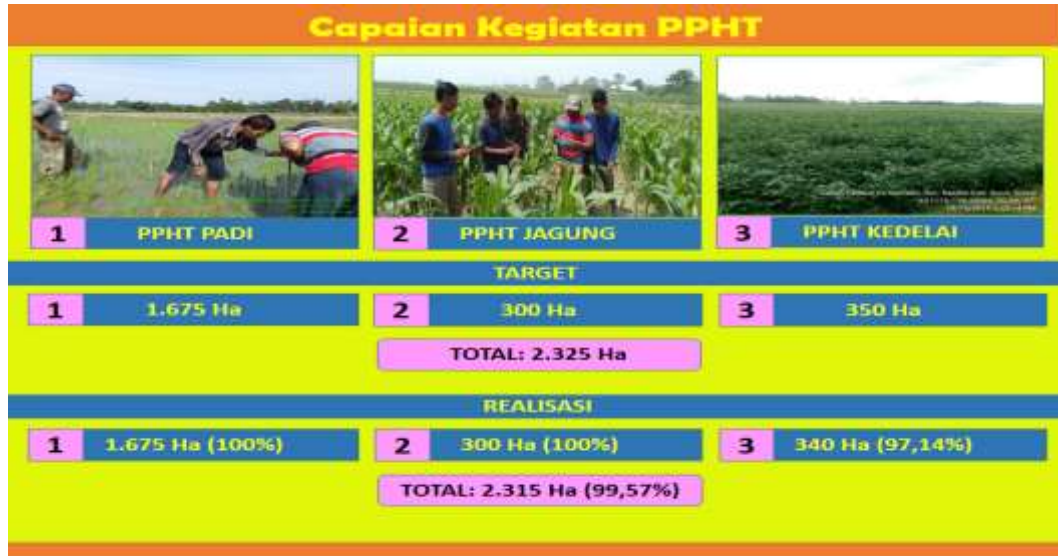 Capaian Kegiatan PPHT
1 PPHT PADI
2 PPHT JAGUNG
3 PPHT KEDELAI
TARGET
1 1.675 Ha
2 300 Ha
3 350 Ha
TOTAL: 2.325 Ha
REALISASI
1 1.675 Ha (100%)
2 300 Ha (100%)
3 340 Ha (97,14%)
TOTAL: 2.315 Ha (99,57%)